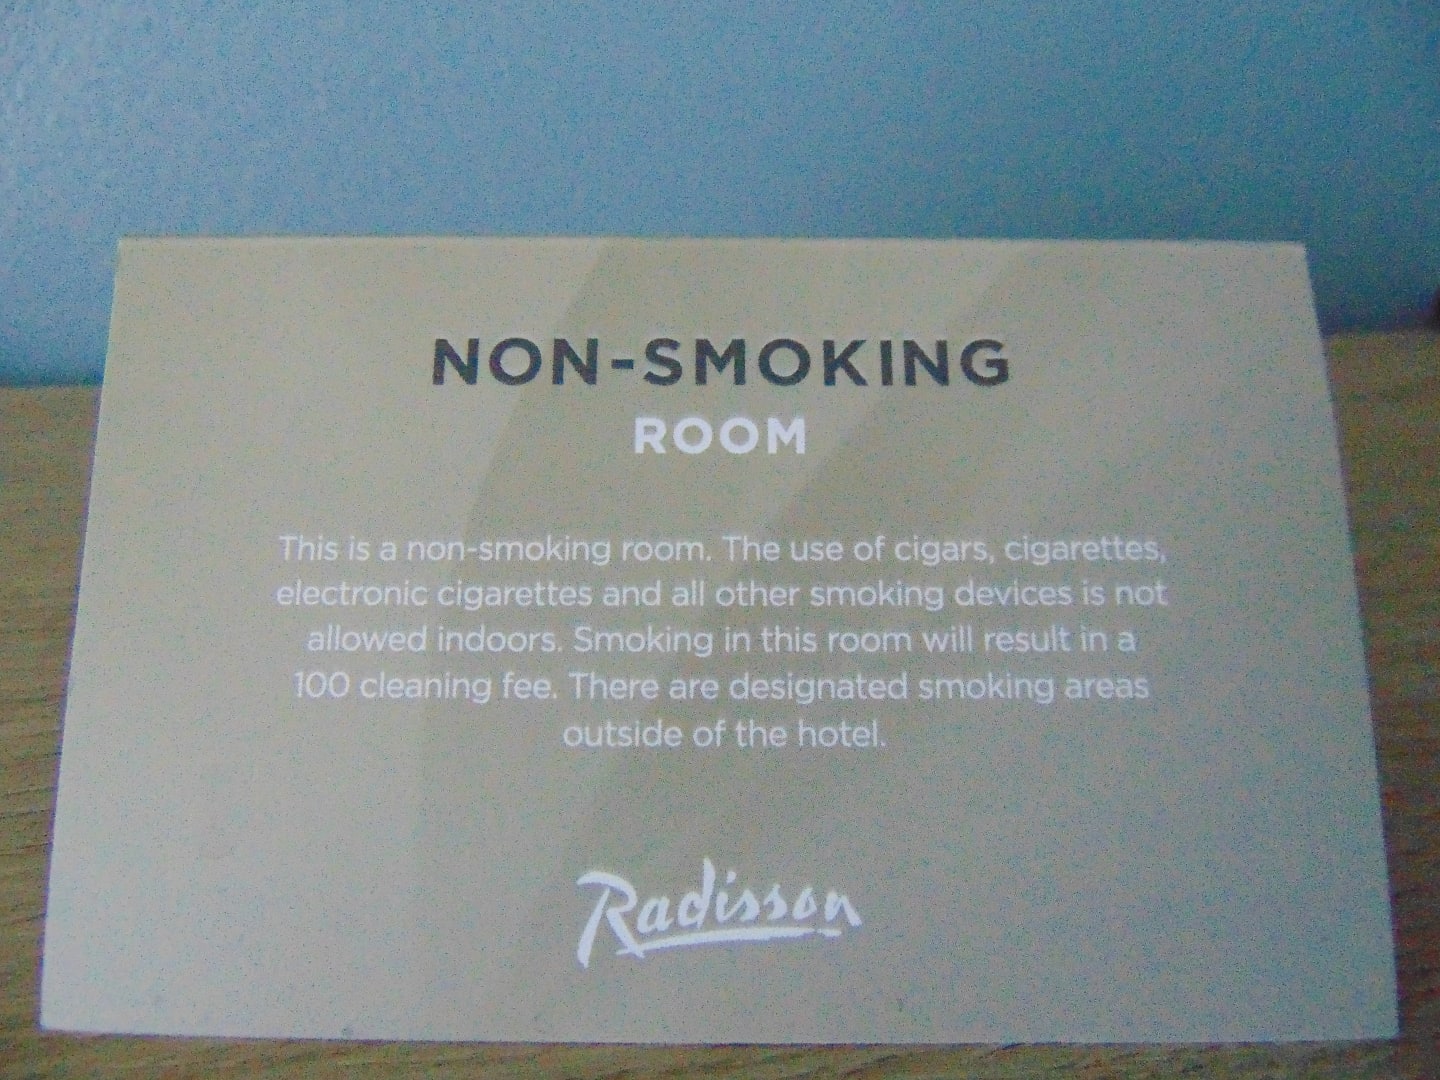 NON-SMOKING
ROOM
This is a non-smoking room. The use of cigars, cigarettes,
electronic cigarettes and all other smoking devices is not
allowed indoors. Smoking in this room will result in a
100 cleaning fee. There are designated smoking areas
outside of the hotel.
Radisson